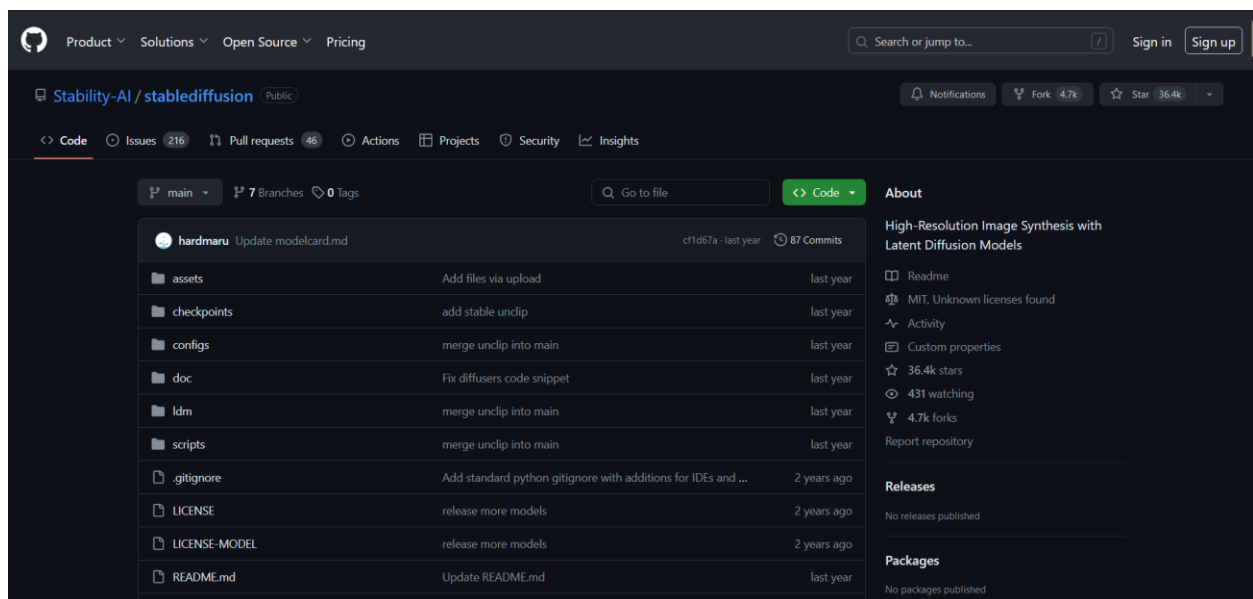 Product Solutions Open Source Pricing Search or jump to... / Sign in Sign up
Stability-AI / stablediffusion Public Notifications Fork 4.7k Star 36.4k
Code Issues 216 Pull requests 46 Actions Projects Security Insights
main 7 Branches 0 Tags Go to file <> Code
hardmaru Update modelcard.md cf1d67a · last year 87 Commits
assets Add files via upload last year
checkpoints add stable unclip last year
configs merge unclip into main last year
doc Fix diffusers code snippet last year
ldm merge unclip into main last year
scripts merge unclip into main last year
.gitignore Add standard python gitignore with additions for IDEs and ... 2 years ago
LICENSE release more models 2 years ago
LICENSE-MODEL release more models 2 years ago
README.md Update README.md last year
About
High-Resolution Image Synthesis with
Latent Diffusion Models
Readme
MIT, Unknown licenses found
Activity
Custom properties
36.4k stars
431 watching
4.7k forks
Report repository
Releases
No releases published
Packages
No packages published